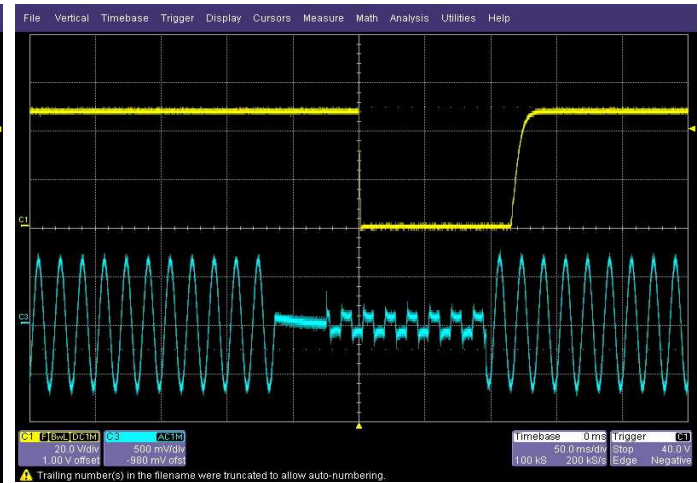 File Vertical Timebase Trigger Display Cursors Measure Math Analysis Utilities Help
C1
C3
C1 F BwL DC1M
20.0 V/div
1.00 V offset
C3 AC1M
500 mV/div
-980 mV ofst
Timebase 0 ms
50.0 ms/div
100 kS 200 kS/s
Trigger C1
Stop 40.0 V
Edge Negative
Trailing number(s) in the filename were truncated to allow auto-numbering.